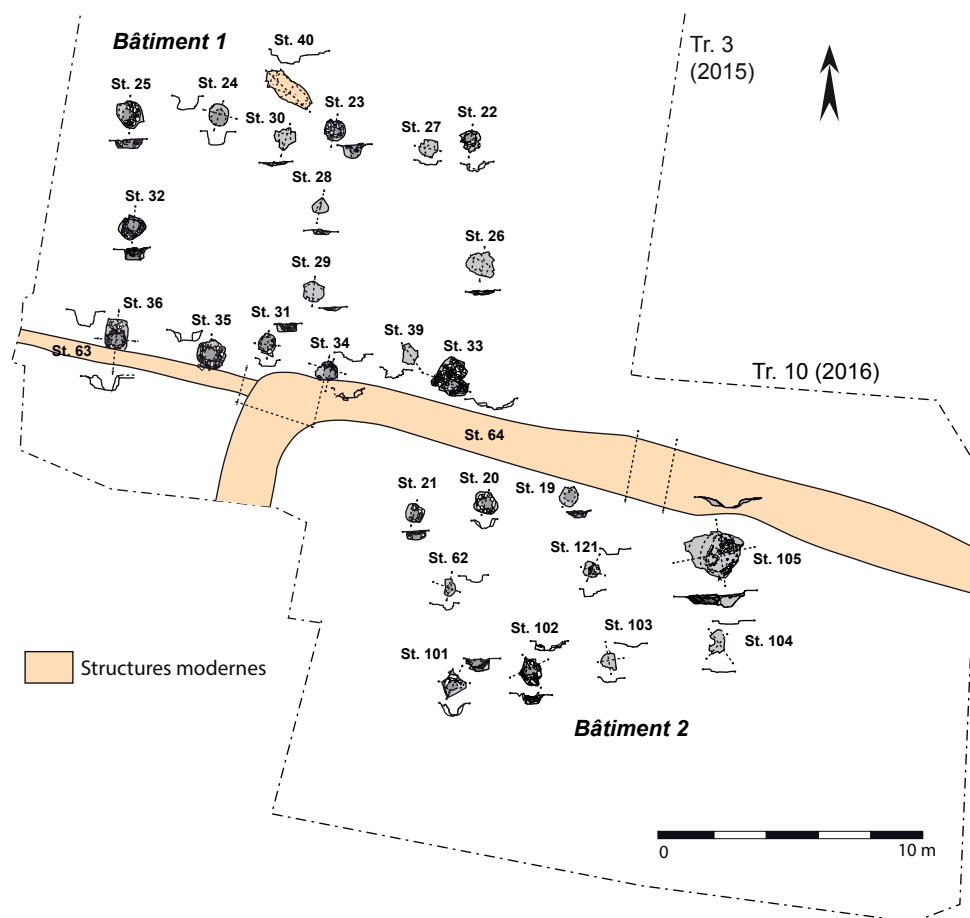 Bâtiment 1
St. 40
Tr. 3
(2015)
St. 25
St. 24
St. 30
St. 23
St. 27
St. 22
St. 28
St. 32
St. 26
St. 29
St. 36
St. 35
St. 31
St. 34
St. 39
St. 33
St. 63
Tr. 10 (2016)
St. 64
St. 21
St. 20
St. 19
St. 62
St. 121
St. 105
St. 101
St. 102
St. 103
St. 104
Structures modernes
Bâtiment 2
0
10 m